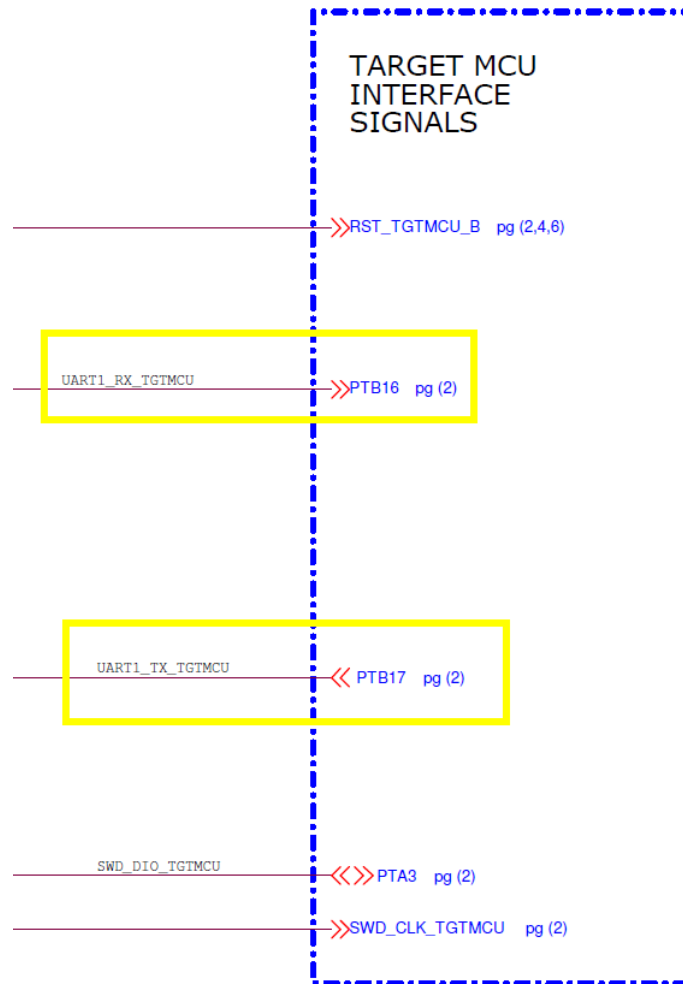 TARGET MCU
INTERFACE
SIGNALS
RST_TGTMCU_B pg (2,4,6)
UART1_RX_TGTMCU PTB16 pg (2)
UART1_TX_TGTMCU PTB17 pg (2)
SWD_DIO_TGTMCU PTA3 pg (2)
SWD_CLK_TGTMCU pg (2)